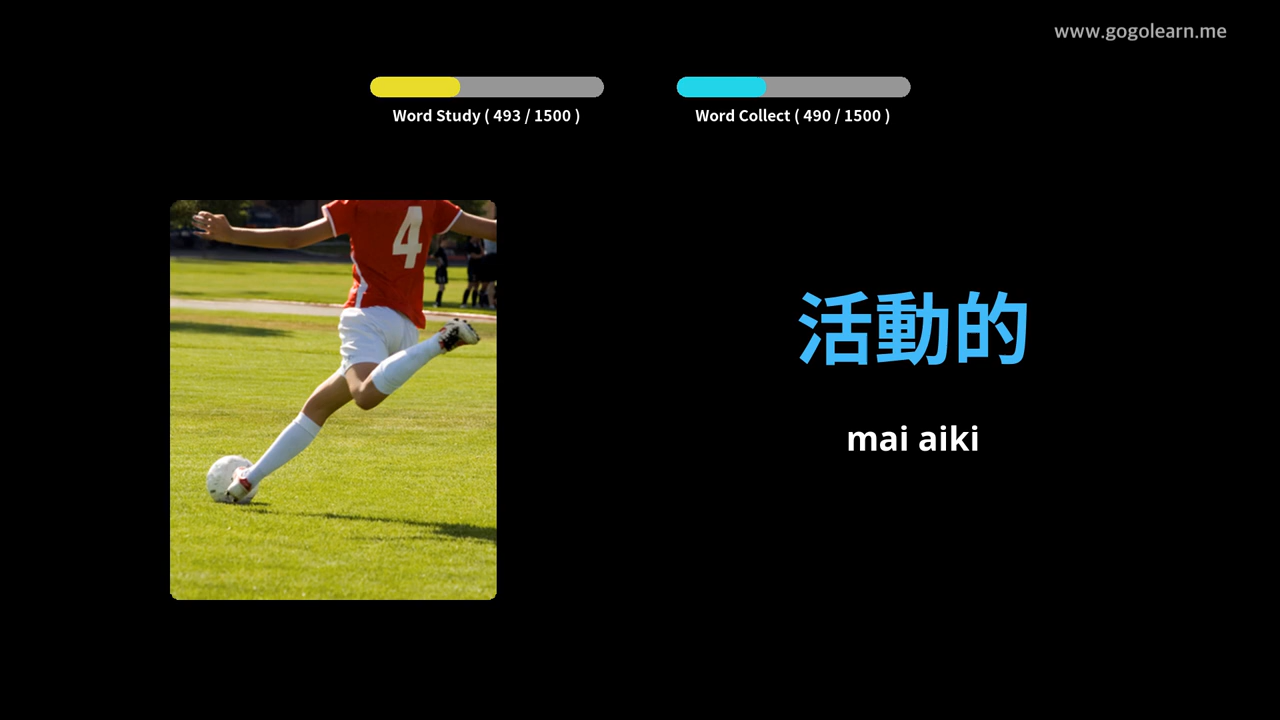 www.gogolearn.me
Word Study ( 493 / 1500 )
Word Collect ( 490 / 1500 )
4
活動的
mai aiki